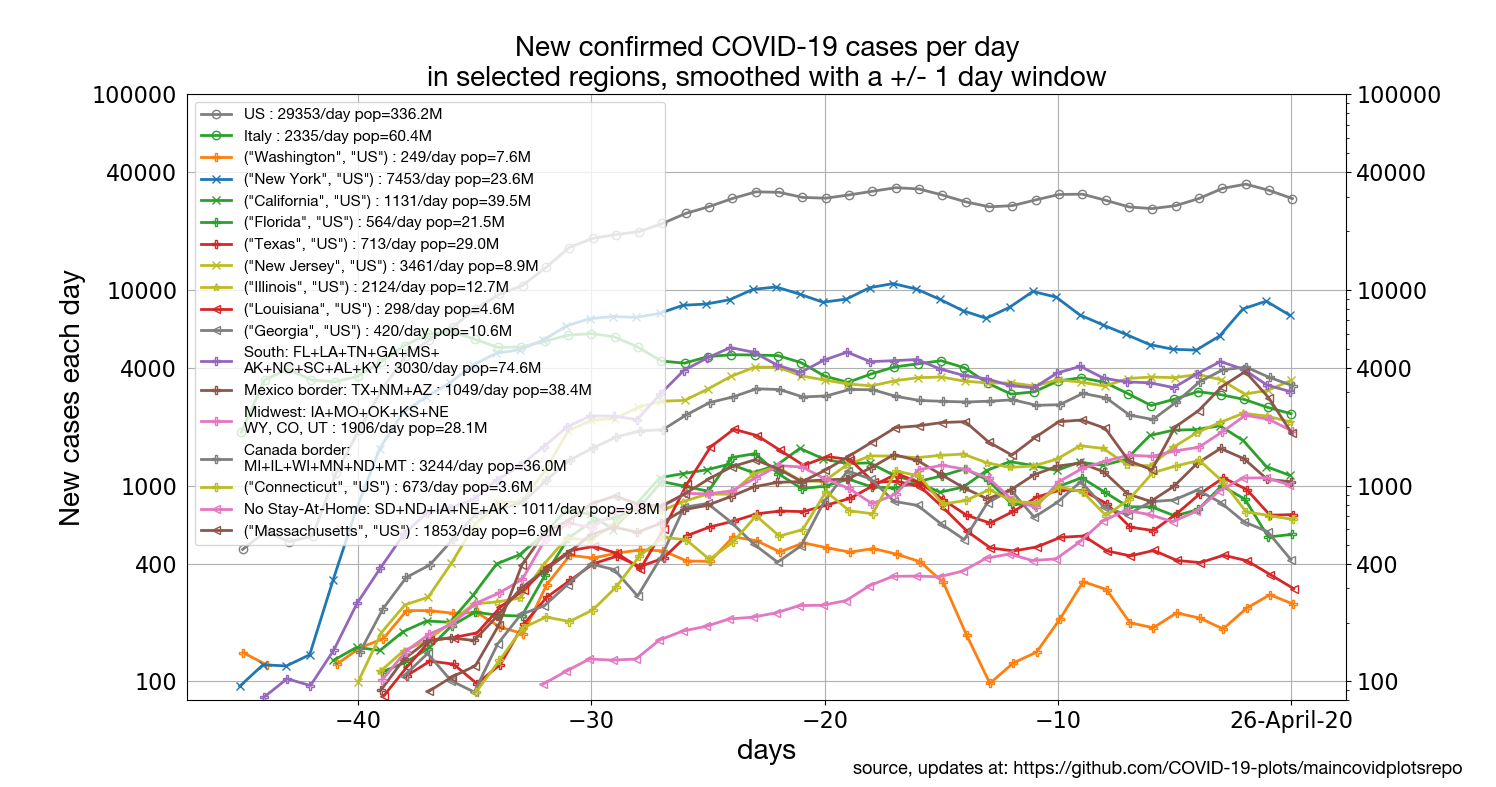 New confirmed COVID-19 cases per day
in selected regions, smoothed with a +/- 1 day window
100000
40000
10000
4000
1000
400
100
New cases each day
US : 29353/day pop=336.2M
Italy : 2335/day pop=60.4M
("Washington", "US") : 249/day pop=7.6M
("New York", "US") : 7453/day pop=23.6M
("California", "US") : 1131/day pop=39.5M
("Florida", "US") : 564/day pop=21.5M
("Texas", "US") : 713/day pop=29.0M
("New Jersey", "US") : 3461/day pop=8.9M
("Illinois", "US") : 2124/day pop=12.7M
("Louisiana", "US") : 298/day pop=4.6M
("Georgia", "US") : 420/day pop=10.6M
South: FL+LA+TN+GA+MS+
AK+NC+SC+AL+KY : 3030/day pop=74.6M
Mexico border: TX+NM+AZ : 1049/day pop=38.4M
Midwest: IA+MO+OK+KS+NE
WY, CO, UT : 1906/day pop=28.1M
Canada border:
MI+IL+WI+MN+ND+MT : 3244/day pop=36.0M
("Connecticut", "US") : 673/day pop=3.6M
No Stay-At-Home: SD+ND+IA+NE+AK : 1011/day pop=9.8M
("Massachusetts", "US") : 1853/day pop=6.9M
100000
40000
10000
4000
1000
400
100
−40
−30
−20
−10
26-April-20
days
source, updates at: https://github.com/COVID-19-plots/maincovidplotsrepo